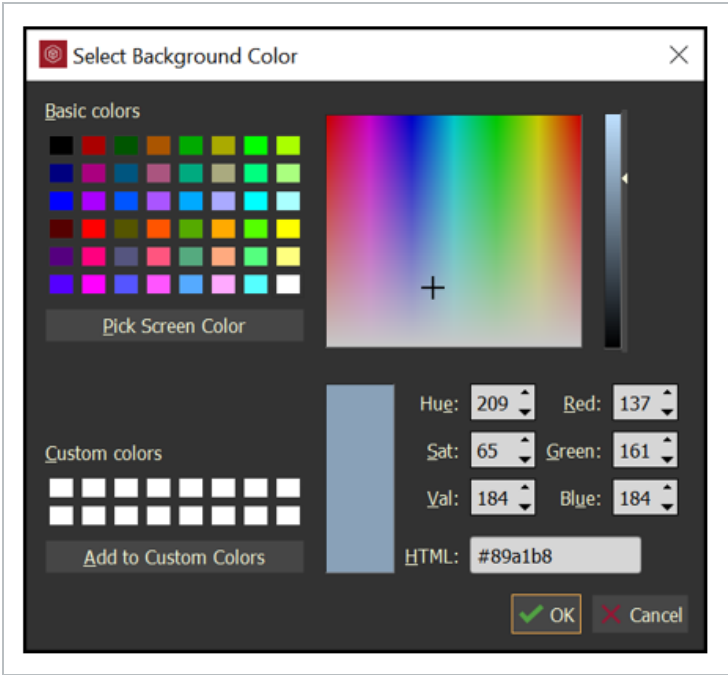 Select Background Color
Basic colors
Pick Screen Color
Custom colors
Add to Custom Colors
Hue: 209 Red: 137
Sat: 65 Green: 161
Val: 184 Blue: 184
HTML: #89a1b8
OK Cancel